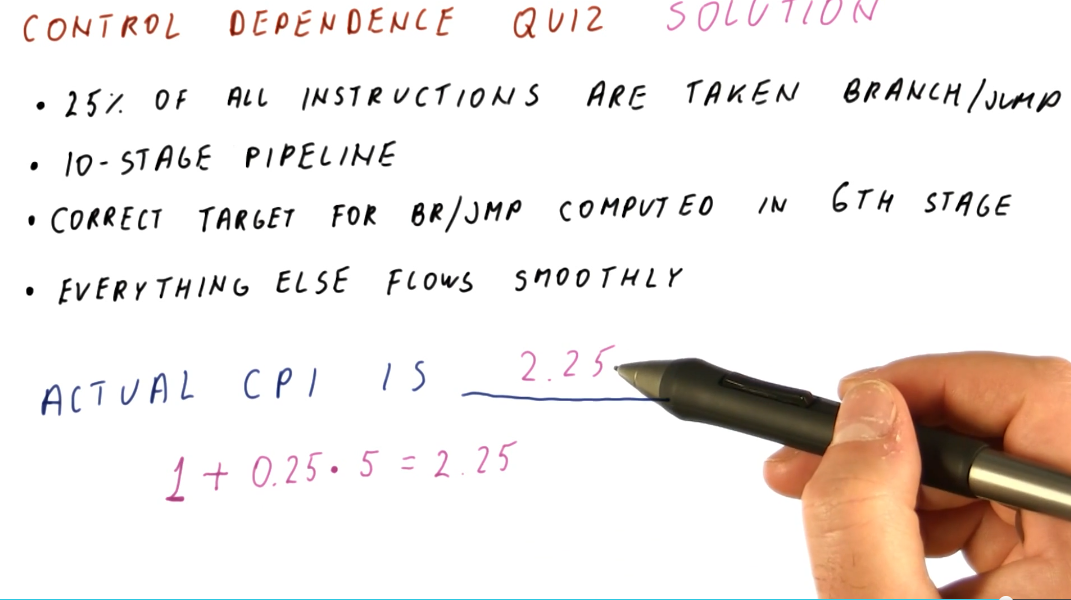 CONTROL DEPENDENCE QUIZ SOLUTION
• 25% OF ALL INSTRUCTIONS ARE TAKEN BRANCH/JUMP
• 10-STAGE PIPELINE
• CORRECT TARGET FOR BR/JMP COMPUTED IN 6TH STAGE
• EVERYTHING ELSE FLOWS SMOOTHLY
ACTUAL CPI IS 2.25
1 + 0.25 • 5 = 2.25